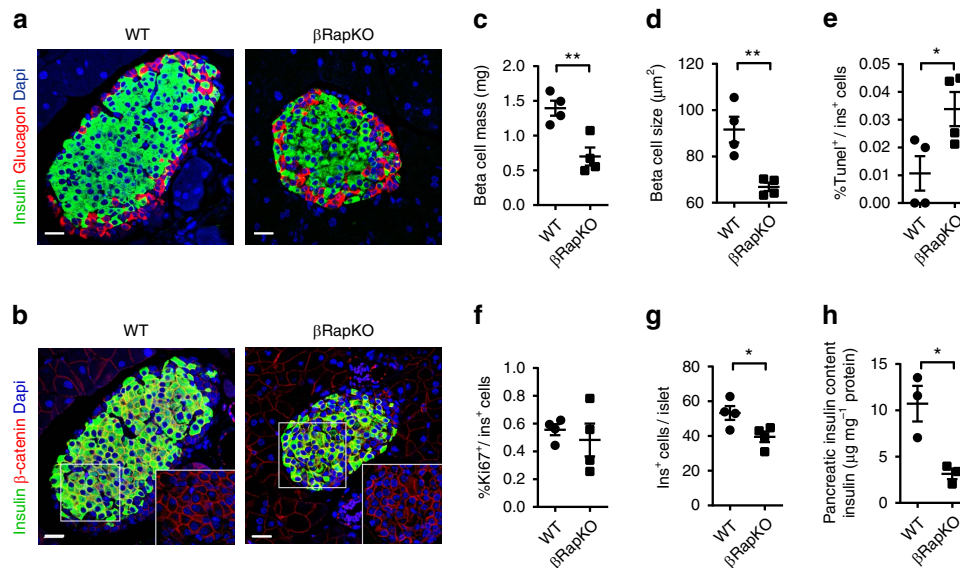 a
WT
βRapKO
Insulin Glucagon Dapi
b
WT
βRapKO
Insulin β-catenin Dapi
c
**
Beta cell mass (mg)
2.0
1.5
1.0
0.5
0.0
WT
βRapKO
d
**
Beta cell size (μm²)
120
100
80
60
WT
βRapKO
e
*
%Tunel⁺ / ins⁺ cells
0.05
0.04
0.03
0.02
0.01
0.00
WT
βRapKO
f
%Ki67⁺/ ins⁺ cells
1.0
0.8
0.6
0.4
0.2
0.0
WT
βRapKO
g
*
Ins⁺ cells / islet
80
60
40
20
0
WT
βRapKO
h
*
Pancreatic insulin content
insulin (μg mg⁻¹ protein)
15
10
5
0
WT
βRapKO